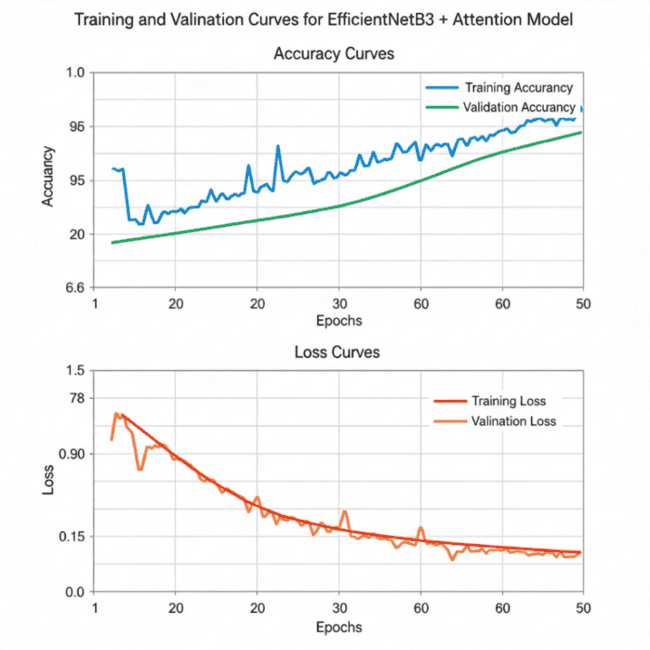 Training and Valination Curves for EfficientNetB3 + Attention Model
Accuracy Curves
1.0
Training Accurancy
Validation Accurancy
95
95
20
6.6
Accuancy
1 20 20 30 60 60 50
Epochs
Loss Curves
1.5
78
Training Loss
Valination Loss
0.90
0.15
0.0
Loss
1 20 20 30 60 60 50
Epochs